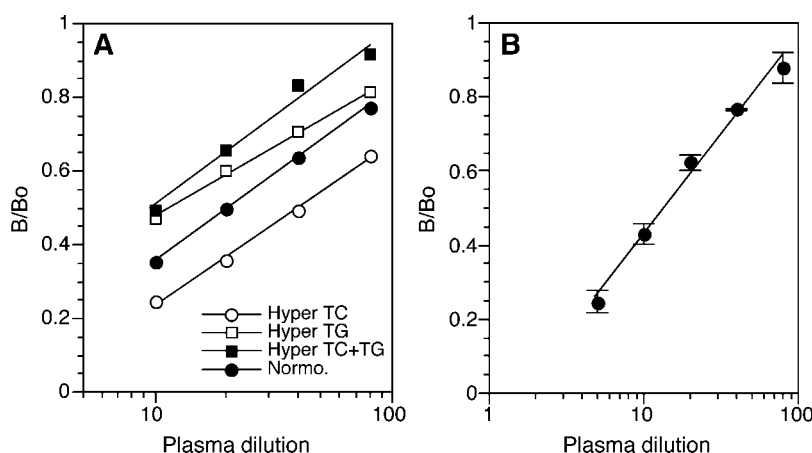 A
B/Bo
1
0.8
0.6
0.4
0.2
0
10
100
Plasma dilution
Hyper TC
Hyper TG
Hyper TC+TG
Normo.
B
B/Bo
1
0.8
0.6
0.4
0.2
0
1
10
100
Plasma dilution